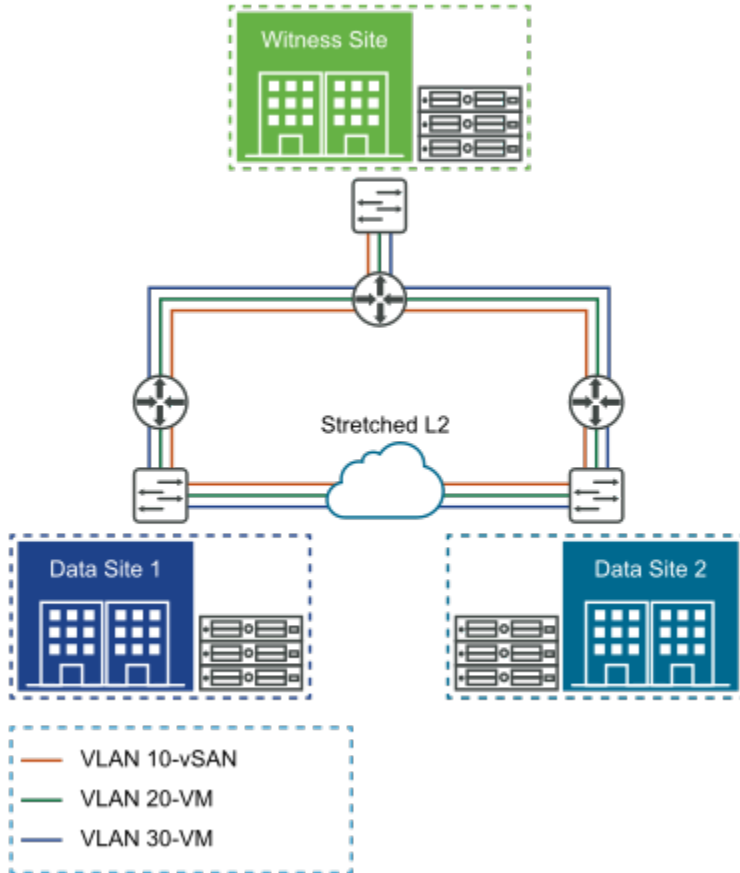 Witness Site
Stretched L2
Data Site 1
Data Site 2
VLAN 10-vSAN
VLAN 20-VM
VLAN 30-VM